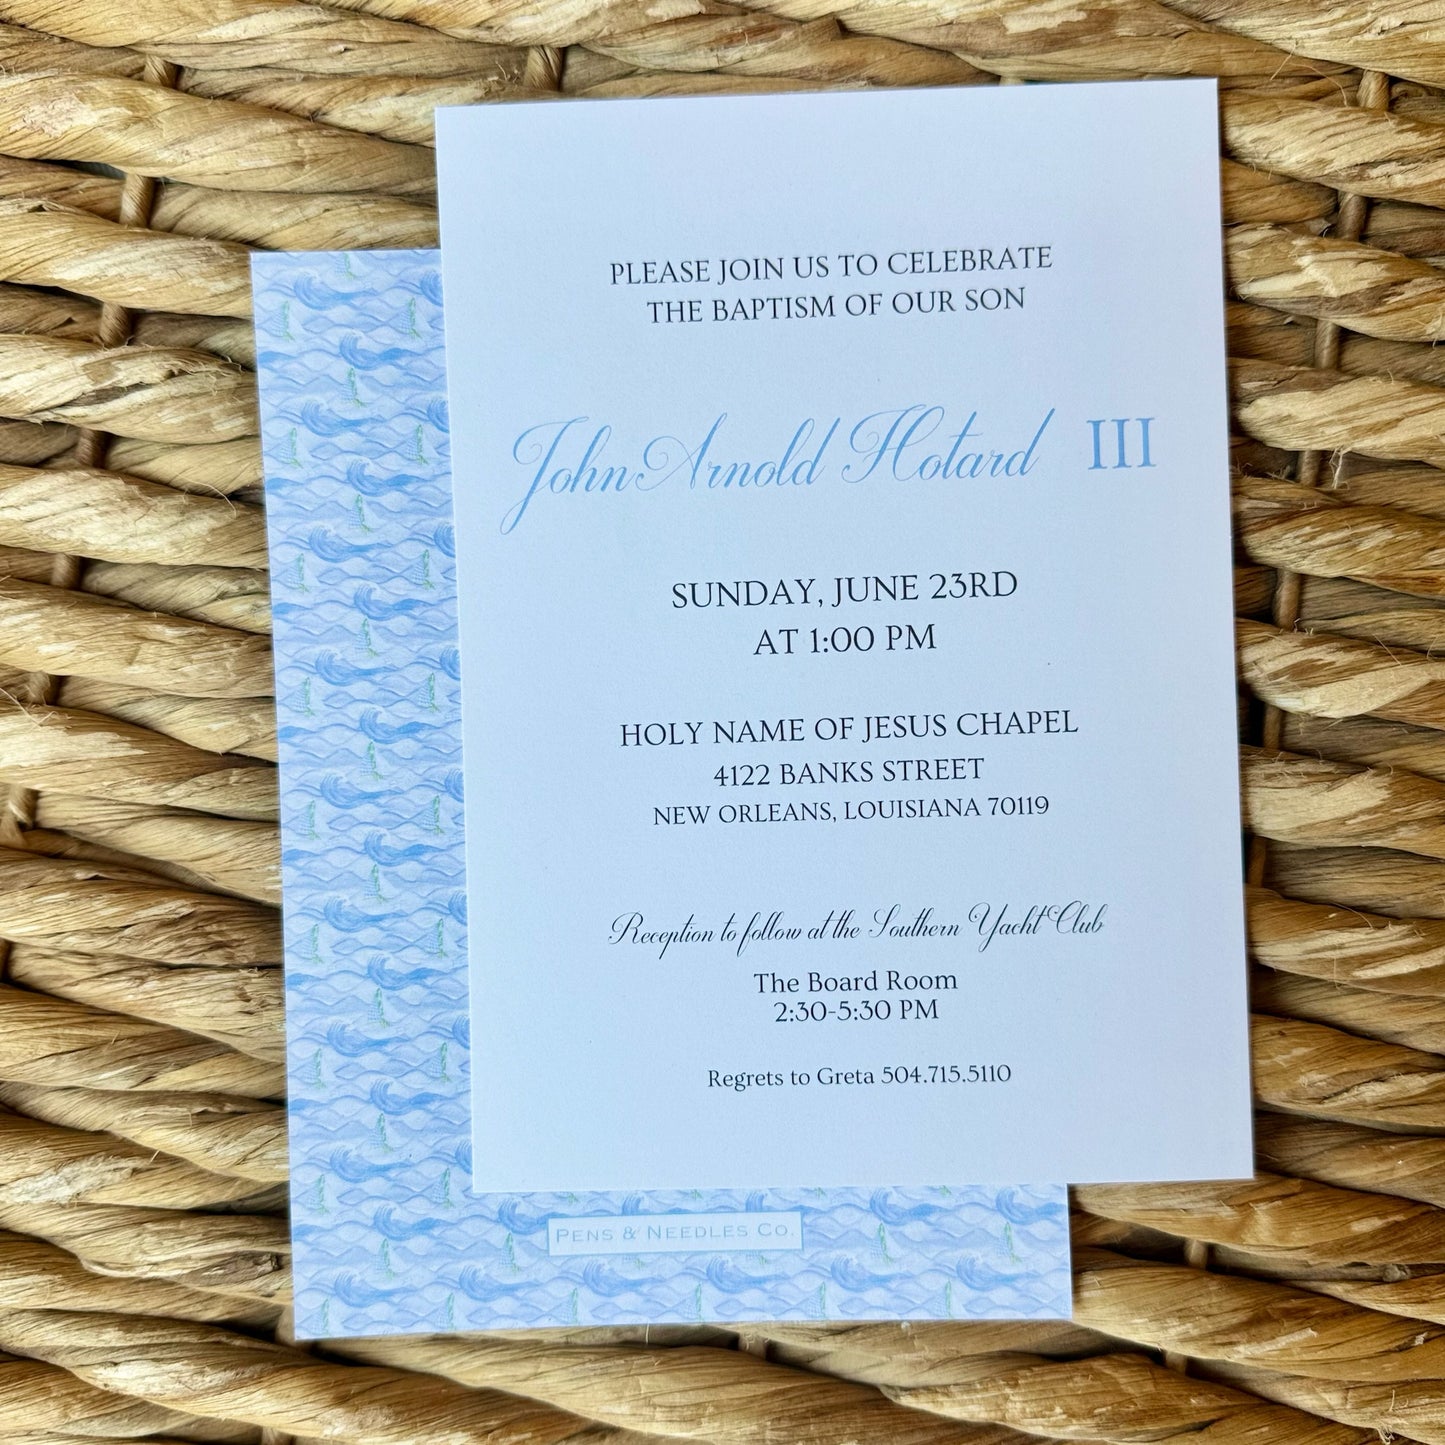 PLEASE JOIN US TO CELEBRATE
THE BAPTISM OF OUR SON
John Arnold Hotard III
SUNDAY, JUNE 23RD
AT 1:00 PM
HOLY NAME OF JESUS CHAPEL
4122 BANKS STREET
NEW ORLEANS, LOUISIANA 70119
Reception to follow at the Southern Yacht Club
The Board Room
2:30-5:30 PM
Regrets to Greta 504.715.5110
PENS & NEEDLES CO.